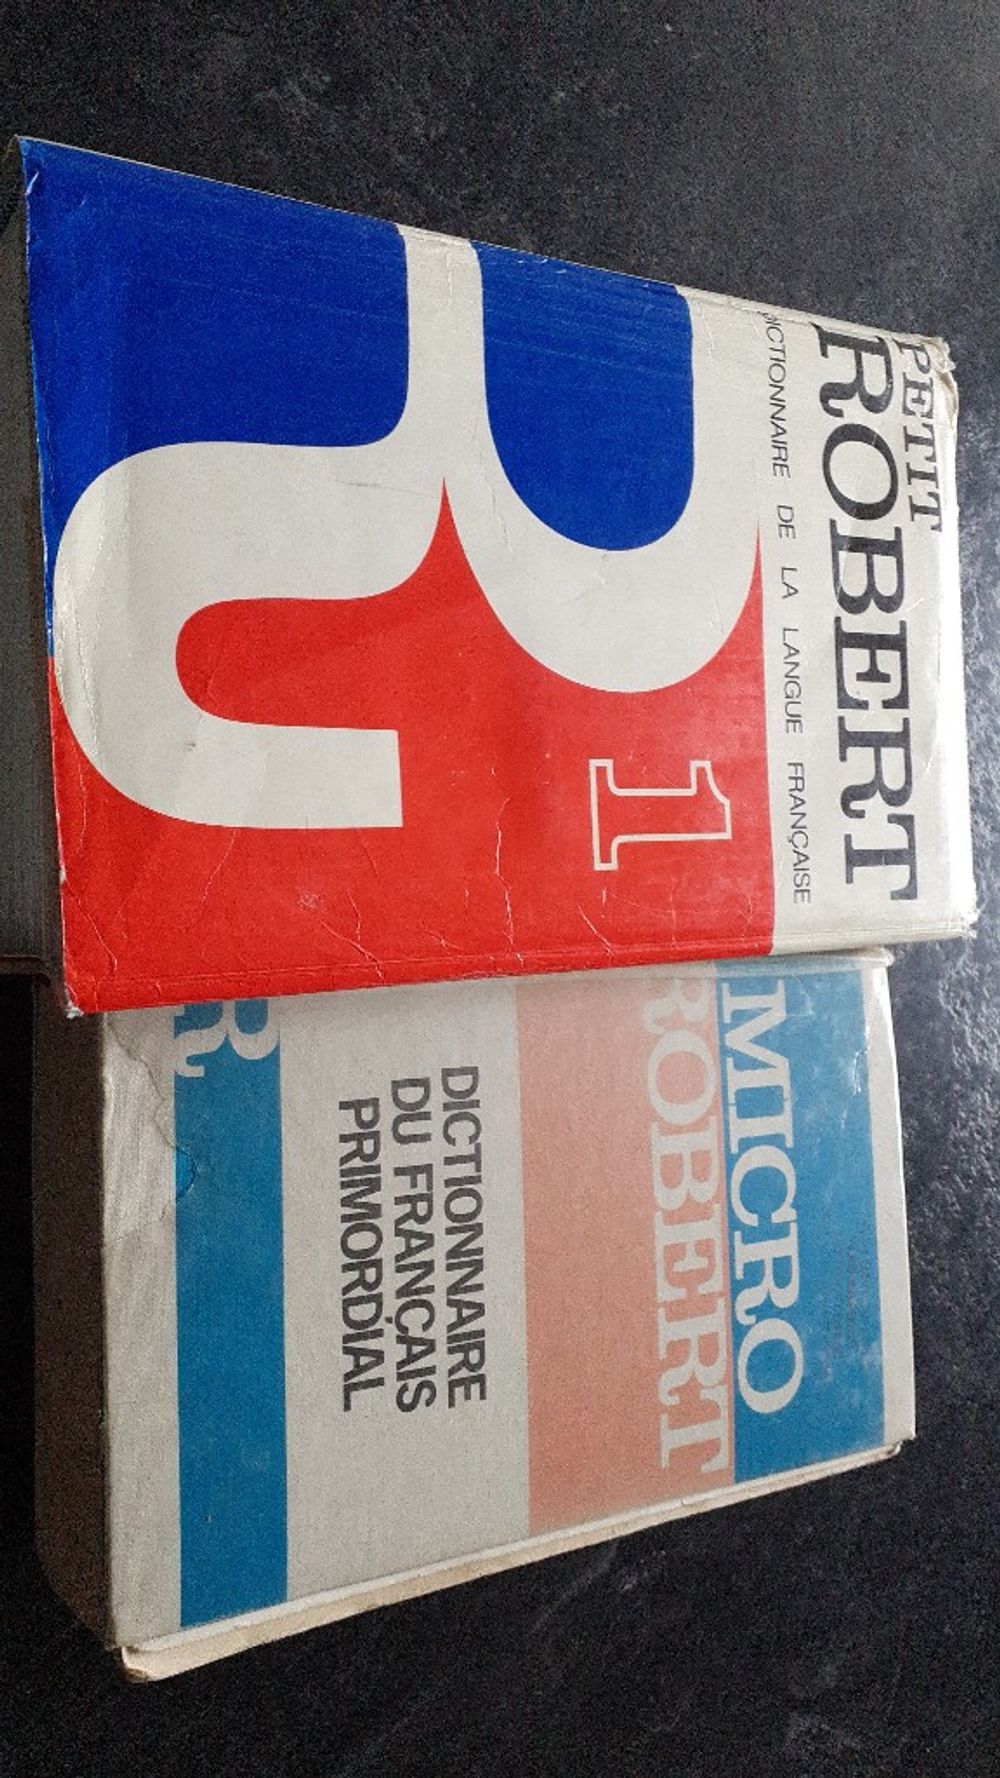 PETIT
ROBERT
DICTIONNAIRE DE LA LANGUE FRANÇAISE
1
R
MICRO
ROBERT
DICTIONNAIRE
DU FRANÇAIS
PRIMORDIAL
R